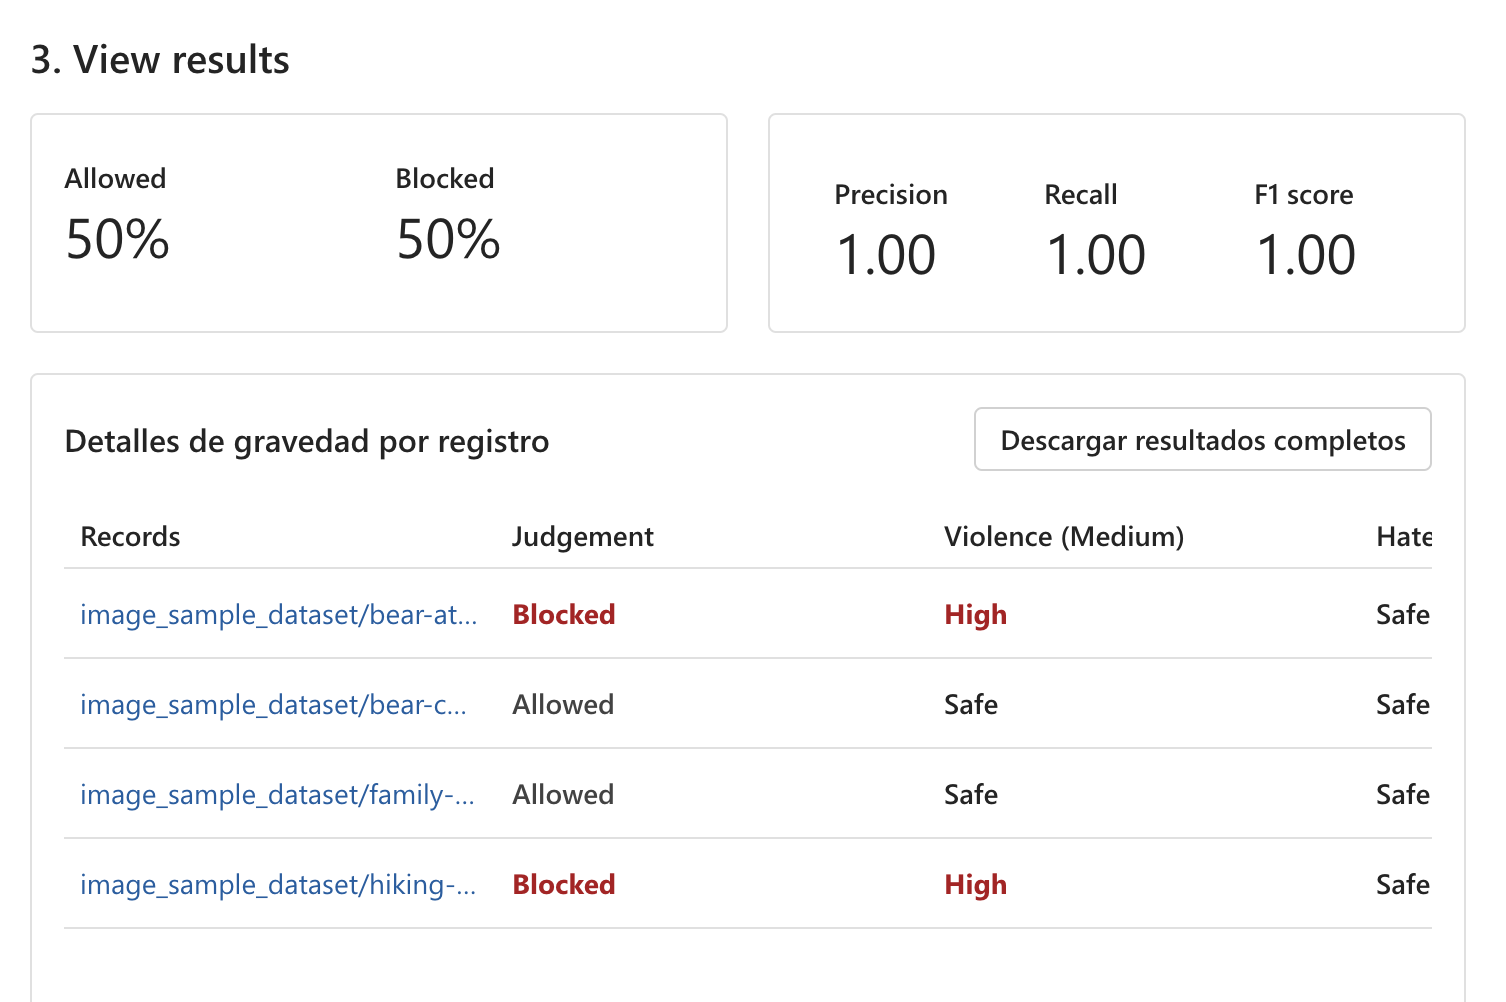 3. View results
Allowed Blocked
50% 50%
Precision Recall F1 score
1.00 1.00 1.00
Detalles de gravedad por registro
Descargar resultados completos
Records Judgement Violence (Medium) Hate
image_sample_dataset/bear-at... Blocked High Safe
image_sample_dataset/bear-c... Allowed Safe Safe
image_sample_dataset/family-... Allowed Safe Safe
image_sample_dataset/hiking-... Blocked High Safe